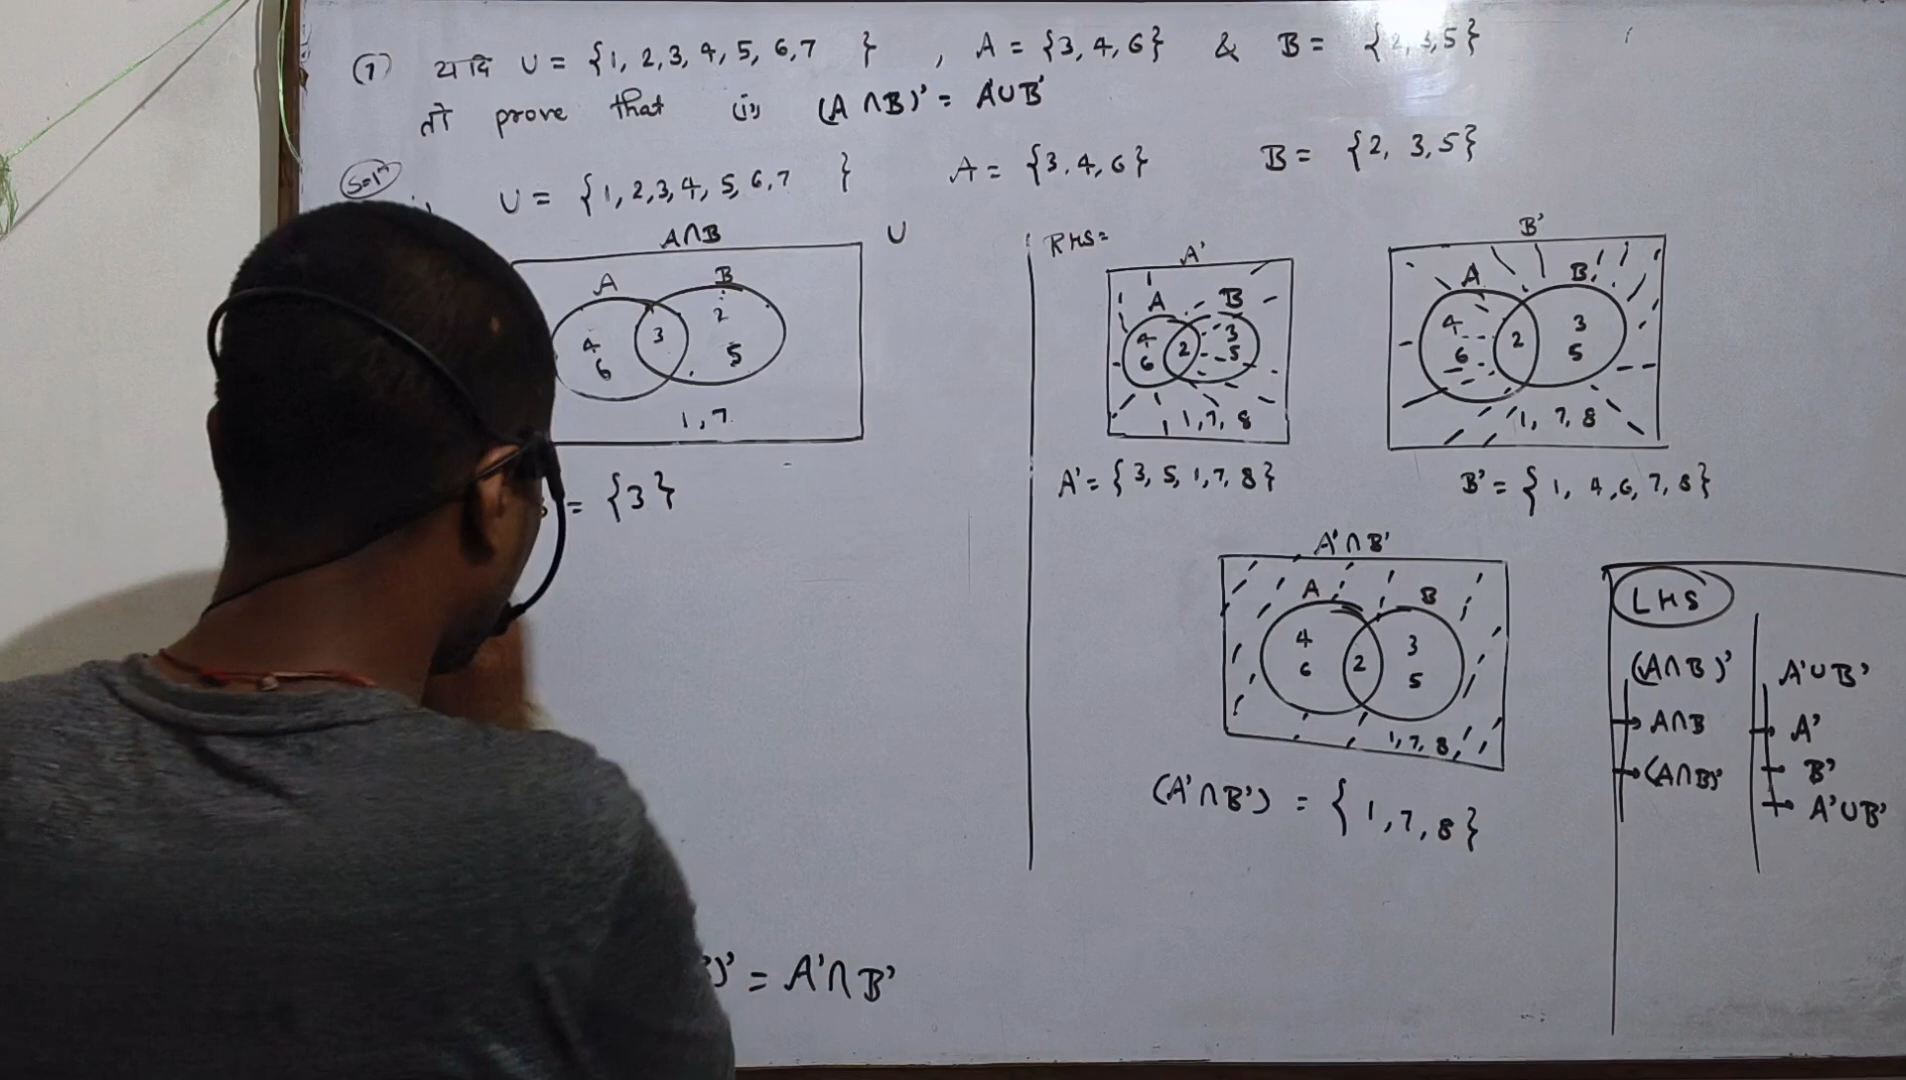 (1) यदि U = {1, 2, 3, 4, 5, 6, 7 } , A = {3, 4, 6} & B = {2, 3, 5}
तो prove that (i) (A ∩ B)' = A'∪B'
Solⁿ
U = {1, 2, 3, 4, 5, 6, 7 } A = {3, 4, 6} B = {2, 3, 5}
A∩B
U
A
B
4
6
3
2
5
1, 7
= {3}
)' = A'∩B'
RHS =
A'
A
B
4
6
2
3
5
1, 7, 8
A' = {3, 5, 1, 7, 8}
B'
A
B
4
6
2
3
5
1, 7, 8
B' = {1, 4, 6, 7, 8}
A'∩B'
A
B
4
6
2
3
5
1, 7, 8
(A'∩B') = {1, 7, 8}
LHS
(A∩B)' A'∪B'
→ A∩B → A'
→ (A∩B)' → B'
→ A'∪B'